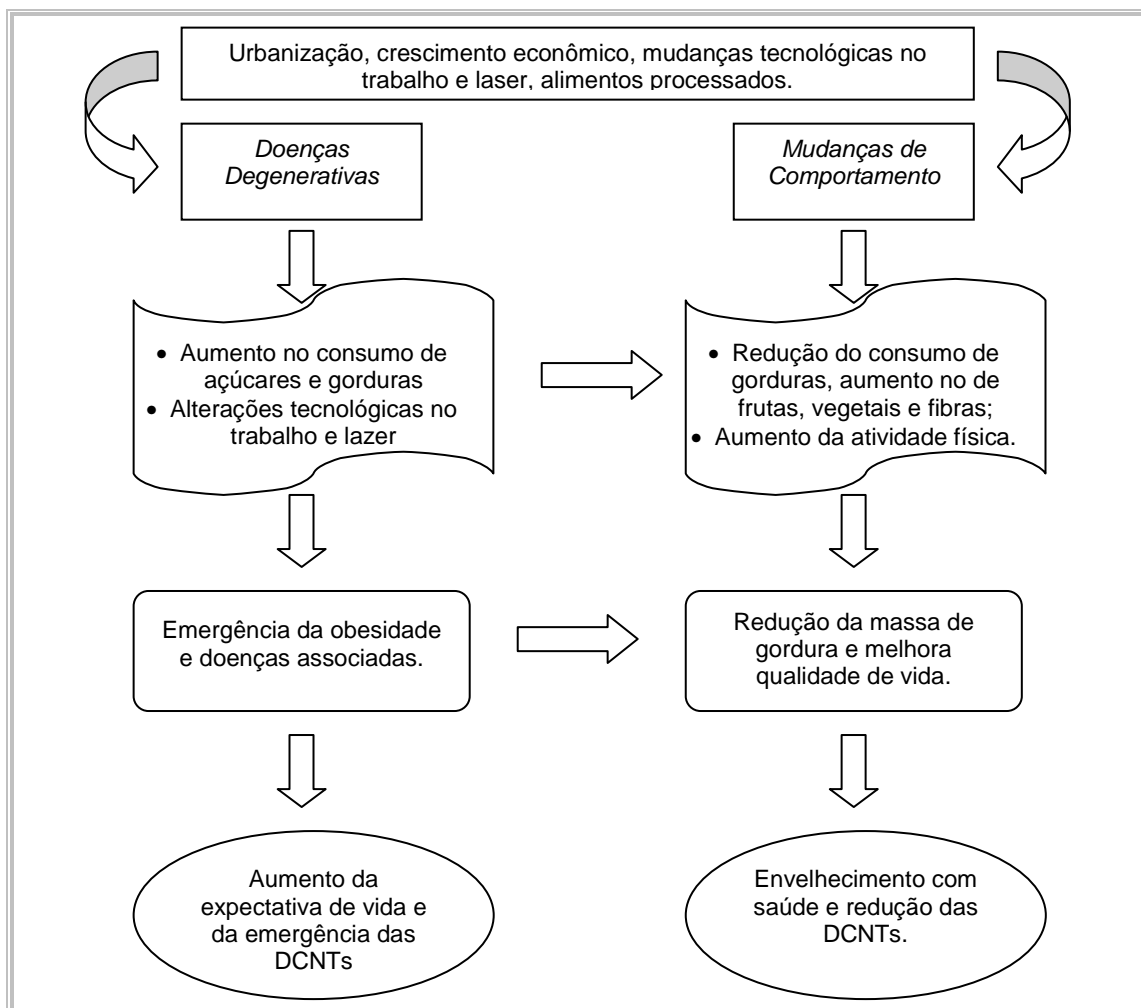 Urbanização, crescimento econômico, mudanças tecnológicas no
trabalho e laser, alimentos processados.
Doenças
Degenerativas
Mudanças de
Comportamento
• Aumento no consumo de
açúcares e gorduras
• Alterações tecnológicas no
trabalho e lazer
• Redução do consumo de
gorduras, aumento no de
frutas, vegetais e fibras;
• Aumento da atividade física.
Emergência da obesidade
e doenças associadas.
Redução da massa de
gordura e melhora
qualidade de vida.
Aumento da
expectativa de vida e
da emergência das
DCNTs
Envelhecimento com
saúde e redução das
DCNTs.